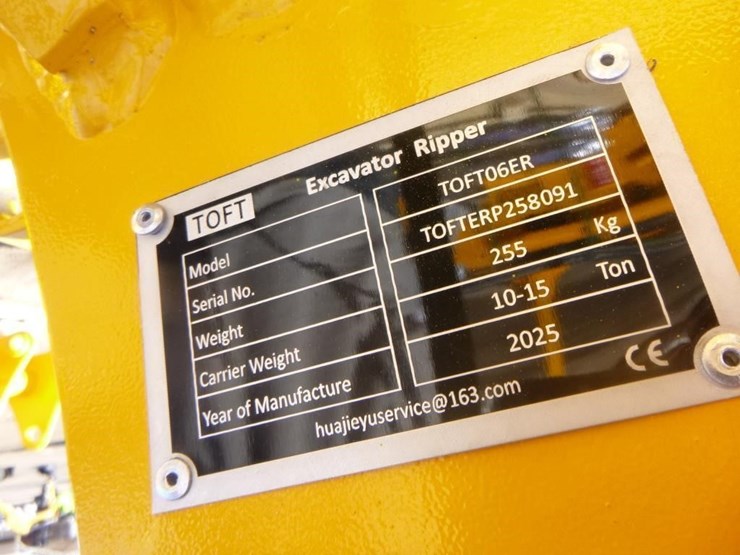 TOFT Excavator Ripper
Model TOFT06ER
Serial No. TOFTERP258091
Weight 255 Kg
Carrier Weight 10-15 Ton
Year of Manufacture 2025
huajieyuservice@163.com CE